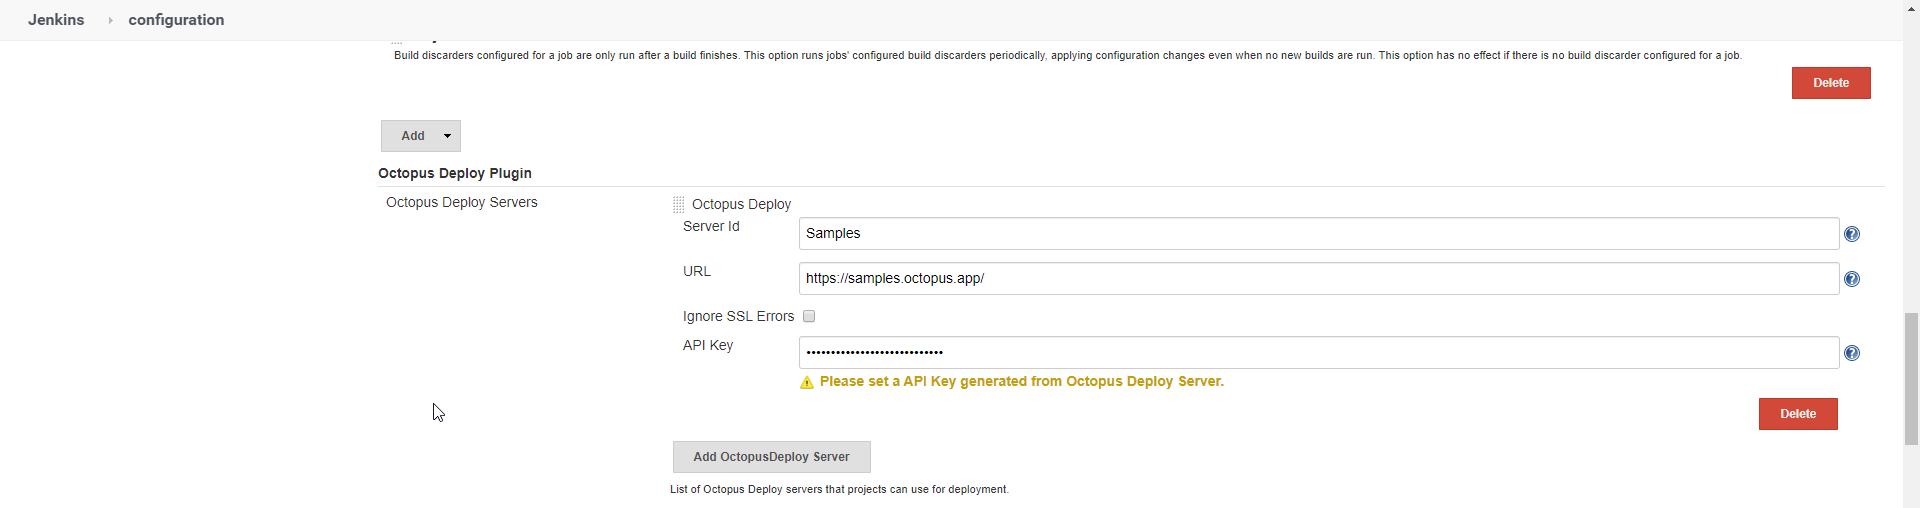 Jenkins
configuration
Build discarders configured for a job are only run after a build finishes. This option runs jobs' configured build discarders periodically, applying configuration changes even when no new builds are run. This option has no effect if there is no build discarder configured for a job.
Delete
Add
Octopus Deploy Plugin
Octopus Deploy Servers
Octopus Deploy
Server Id
Samples
URL
https://samples.octopus.app/
Ignore SSL Errors
API Key
••••••••••••••••••••••••••••
Please set a API Key generated from Octopus Deploy Server.
Delete
Add OctopusDeploy Server
List of Octopus Deploy servers that projects can use for deployment.